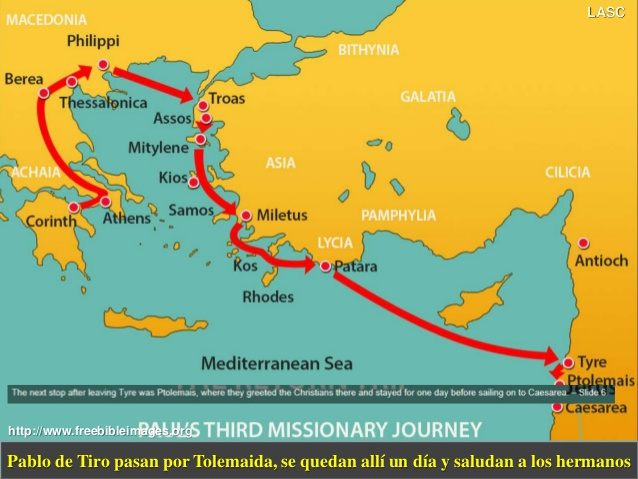 LASC
MACEDONIA
Philippi
BITHYNIA
Berea
Thessalonica
Troas
GALATIA
Assos
Mitylene
ASIA
ACHAIA
Kios
CILICIA
Samos
Miletus
PAMPHYLIA
Corinth
Athens
LYCIA
Antioch
Kos
Patara
Rhodes
Mediterranean Sea
Tyre
Ptolemais
The next stop after leaving Tyre was Ptolemais, where they greeted the Christians there and stayed for one day before sailing on to Caesarea. – Slide 6
Caesarea
http://www.freebibleimages.org
PAUL'S THIRD MISSIONARY JOURNEY
Pablo de Tiro pasan por Tolemaida, se quedan allí un día y saludan a los hermanos